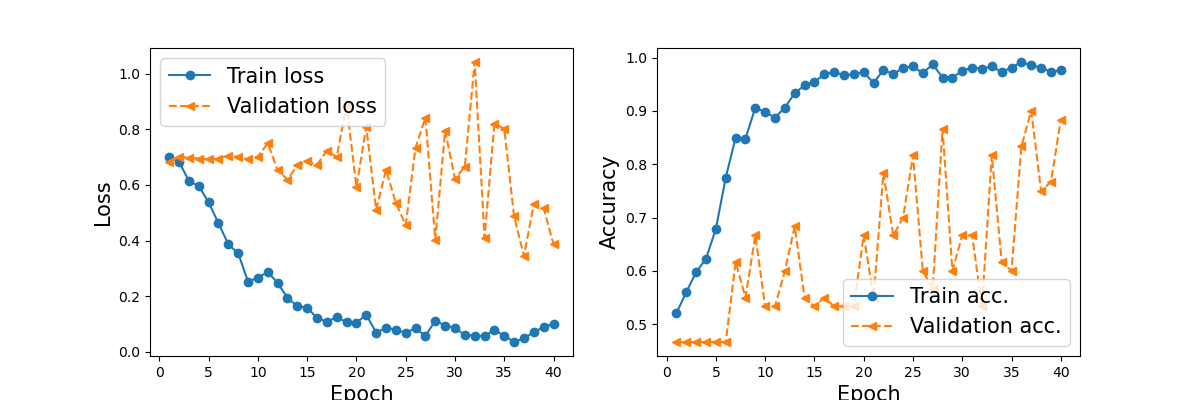 Train loss
Validation loss
1.0
0.8
0.6
0.4
0.2
0.0
Loss
0 5 10 15 20 25 30 35 40
Epoch
Train acc.
Validation acc.
1.0
0.9
0.8
0.7
0.6
0.5
Accuracy
0 5 10 15 20 25 30 35 40
Epoch